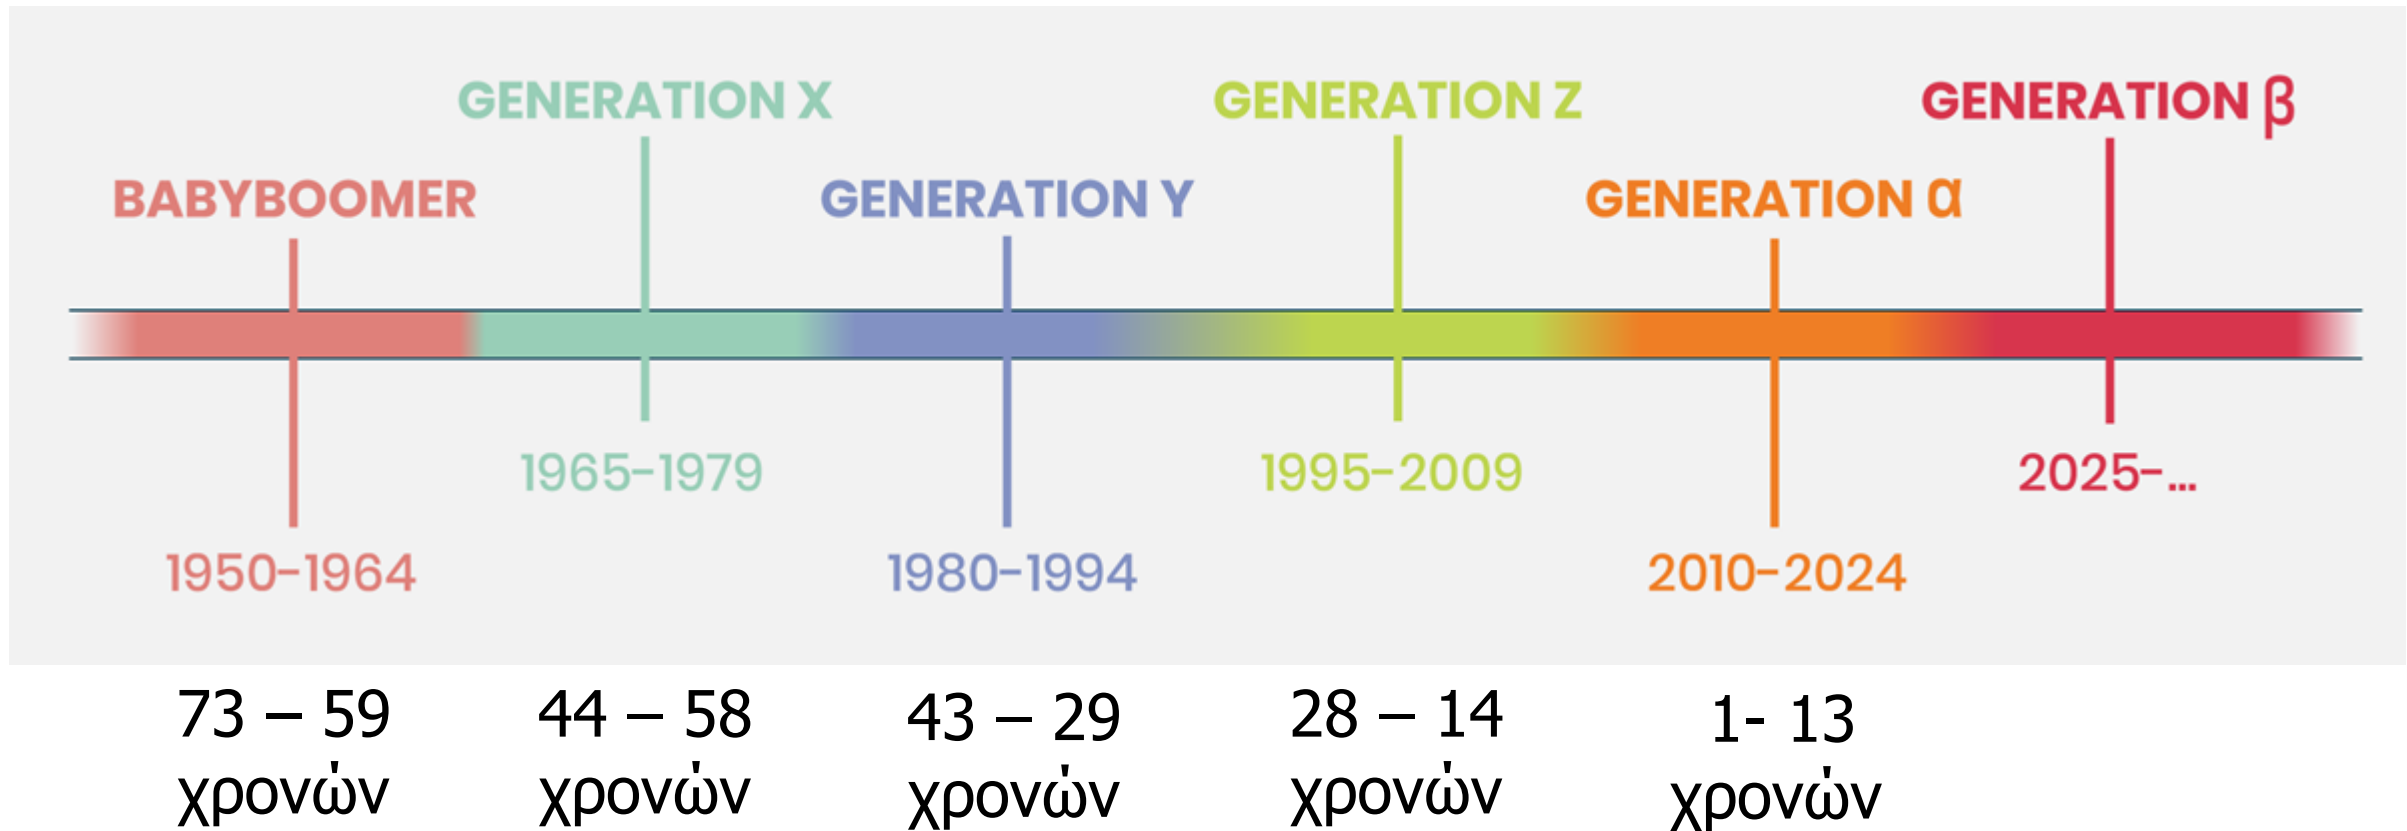 BABYBOOMER
1950-1964
73 – 59
χρονών
GENERATION X
1965-1979
44 – 58
χρονών
GENERATION Y
1980-1994
43 – 29
χρονών
GENERATION Z
1995-2009
28 – 14
χρονών
GENERATION α
2010-2024
1- 13
χρονών
GENERATION β
2025-...